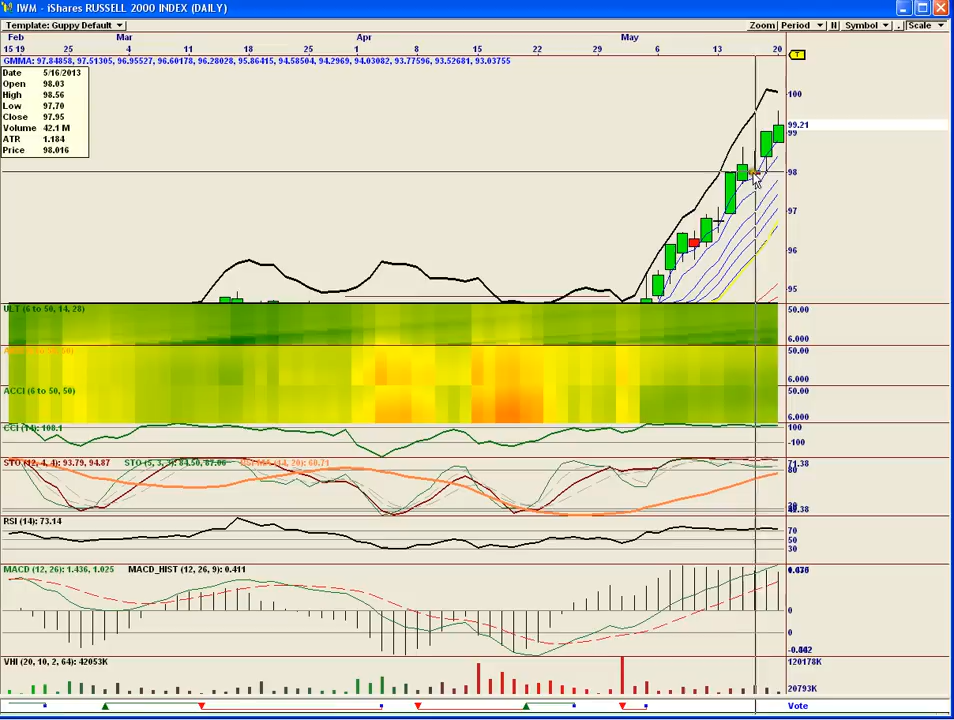 IWM - iShares RUSSELL 2000 INDEX (DAILY)
Template: Guppy Default
Zoom Period N Symbol . Scale
Feb Mar Apr May
15 19 25 4 11 18 25 1 8 15 22 29 6 13 20
GMMA: 97.84858, 97.51305, 96.95527, 96.60178, 96.28028, 95.86415, 94.58504, 94.2969, 94.03082, 93.77596, 93.52681, 93.03755
Date 5/16/2013
Open 98.03
High 98.56
Low 97.70
Close 97.95
Volume 42.1 M
ATR 1.184
Price 98.016
T
100
99.21
99
98
97
96
95
ULT (6 to 50, 14, 28)
50.00
6.000
50.00
6.000
ACCI (6 to 50, 50)
50.00
6.000
CCI (14): 108.1
100
-100
STO (12, 4, 4): 93.79, 94.87
71.38
80
RSI (14): 73.14
70
50
30
MACD (12, 26): 1.436, 1.025 MACD_HIST (12, 26, 9): 0.411
0
0
VHI (20, 10, 2, 64): 42053K
120178K
20793K
Vote